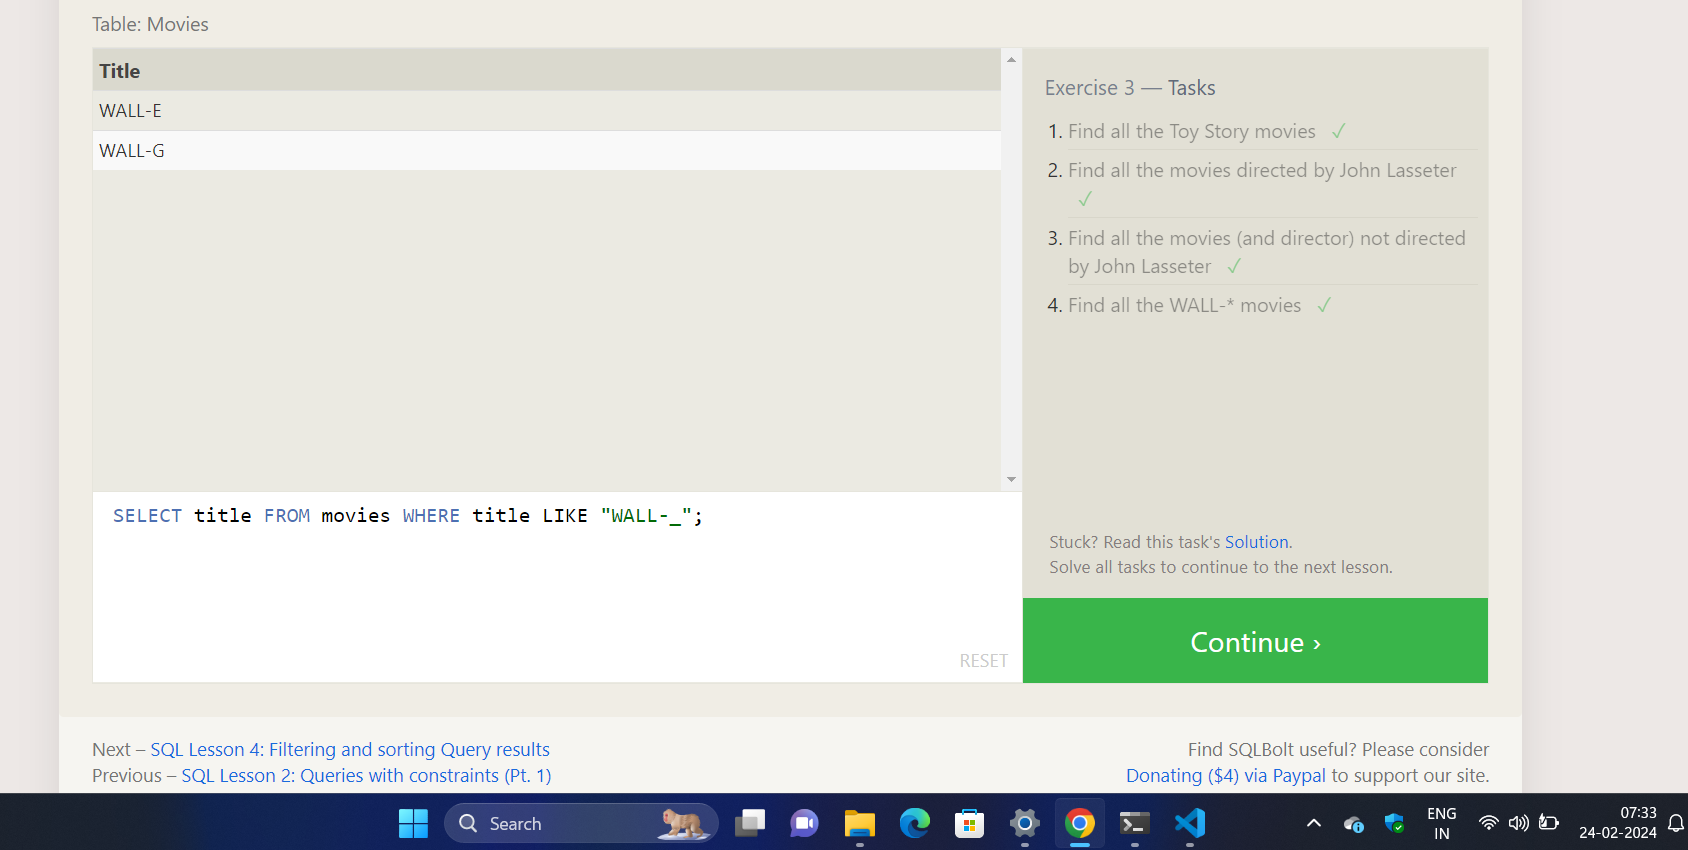 Table: Movies
Title
WALL-E
WALL-G
SELECT title FROM movies WHERE title LIKE "WALL-_";
RESET
Exercise 3 — Tasks
1. Find all the Toy Story movies ✓
2. Find all the movies directed by John Lasseter
✓
3. Find all the movies (and director) not directed
by John Lasseter ✓
4. Find all the WALL-* movies ✓
Stuck? Read this task's Solution.
Solve all tasks to continue to the next lesson.
Continue ›
Next – SQL Lesson 4: Filtering and sorting Query results
Previous – SQL Lesson 2: Queries with constraints (Pt. 1)
Find SQLBolt useful? Please consider
Donating ($4) via Paypal to support our site.
Search
ENG
IN
07:33
24-02-2024